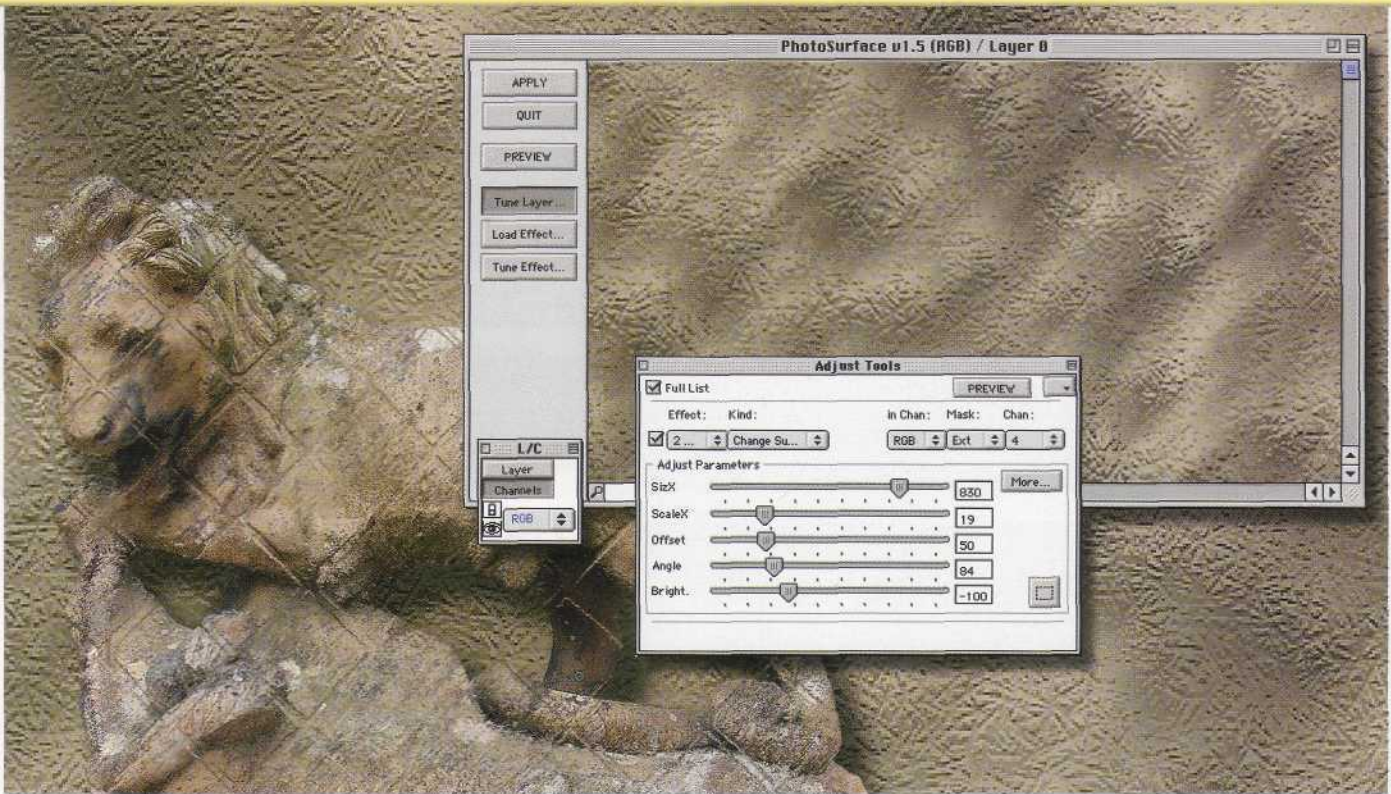 PhotoSurface v1.5 (RGB) / Layer 0
APPLY
QUIT
PREVIEW
Tune Layer...
Load Effect...
Tune Effect...
L/C
Layer
Channels
RGB
Adjust Tools
Full List
PREVIEW
Effect: Kind: in Chan: Mask: Chan:
2 ... Change Su... RGB Ext 4
Adjust Parameters
More...
SizX 830
ScaleX 19
Offset 50
Angle 84
Bright. -100